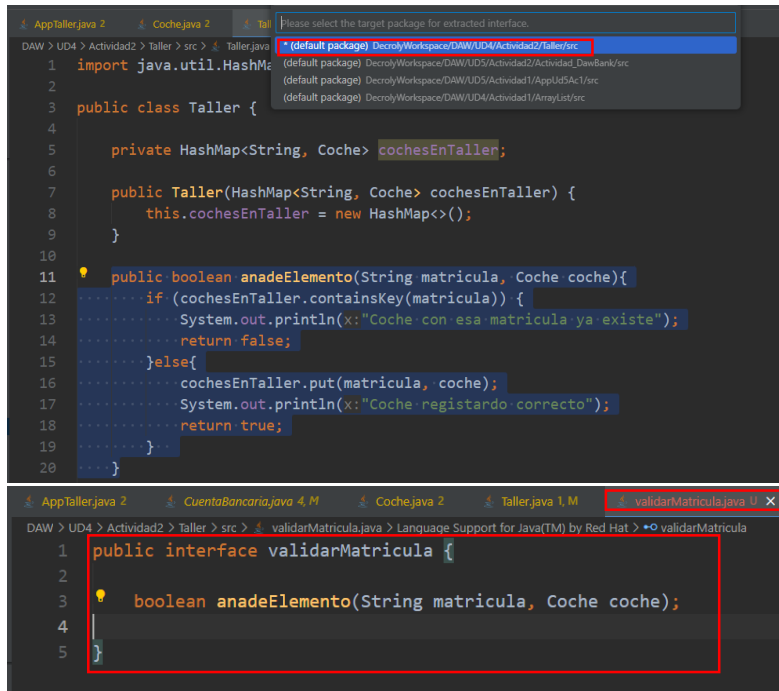 AppTaller.java 2 Coche.java 2 Tall Please select the target package for extracted interface.
DAW > UD4 > Actividad2 > Taller > src > Taller.java * (default package) DecrolyWorkspace/DAW/UD4/Actividad2/Taller/src
(default package) DecrolyWorkspace/DAW/UD5/Actividad2/Actividad_DawBank/src
(default package) DecrolyWorkspace/DAW/UD5/Actividad1/AppUd5Ac1/src
(default package) DecrolyWorkspace/DAW/UD4/Actividad1/ArrayList/src
1 import java.util.HashMa
2
3 public class Taller {
4
5 private HashMap<String, Coche> cochesEnTaller;
6
7 public Taller(HashMap<String, Coche> cochesEnTaller) {
8 this.cochesEnTaller = new HashMap<>();
9 }
10
11 public boolean anadeElemento(String matricula, Coche coche){
12 if (cochesEnTaller.containsKey(matricula)) {
13 System.out.println(x:"Coche con esa matricula ya existe");
14 return false;
15 }else{
16 cochesEnTaller.put(matricula, coche);
17 System.out.println(x:"Coche registardo correcto");
18 return true;
19 }
20 }
AppTaller.java 2 CuentaBancaria.java 4, M Coche.java 2 Taller.java 1, M validarMatricula.java U X
DAW > UD4 > Actividad2 > Taller > src > validarMatricula.java > Language Support for Java(TM) by Red Hat > validarMatricula
1 public interface validarMatricula {
2
3 boolean anadeElemento(String matricula, Coche coche);
4
5 }